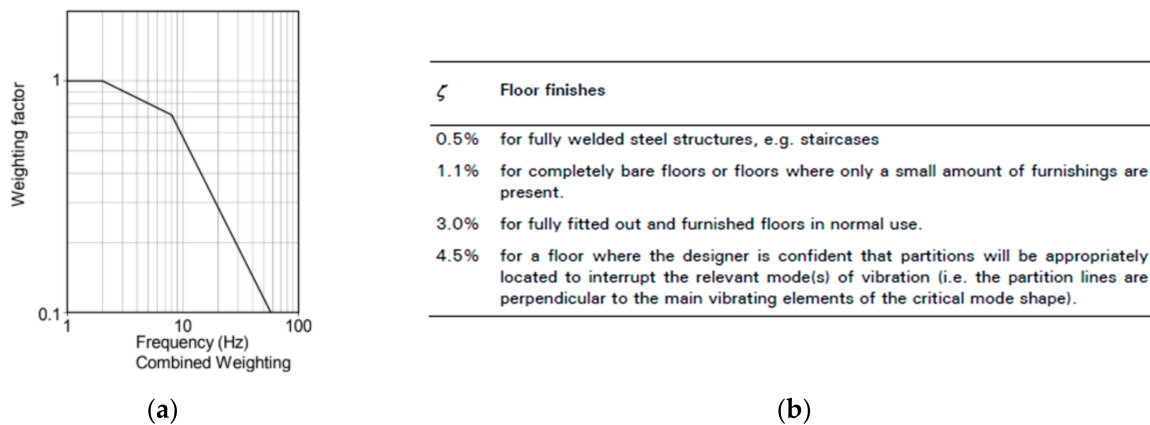 Weighting factor
1
0.1
1
10
100
Frequency (Hz)
Combined Weighting
(a)
ζ Floor finishes
0.5% for fully welded steel structures, e.g. staircases
1.1% for completely bare floors or floors where only a small amount of furnishings are
present.
3.0% for fully fitted out and furnished floors in normal use.
4.5% for a floor where the designer is confident that partitions will be appropriately
located to interrupt the relevant mode(s) of vibration (i.e. the partition lines are
perpendicular to the main vibrating elements of the critical mode shape).
(b)